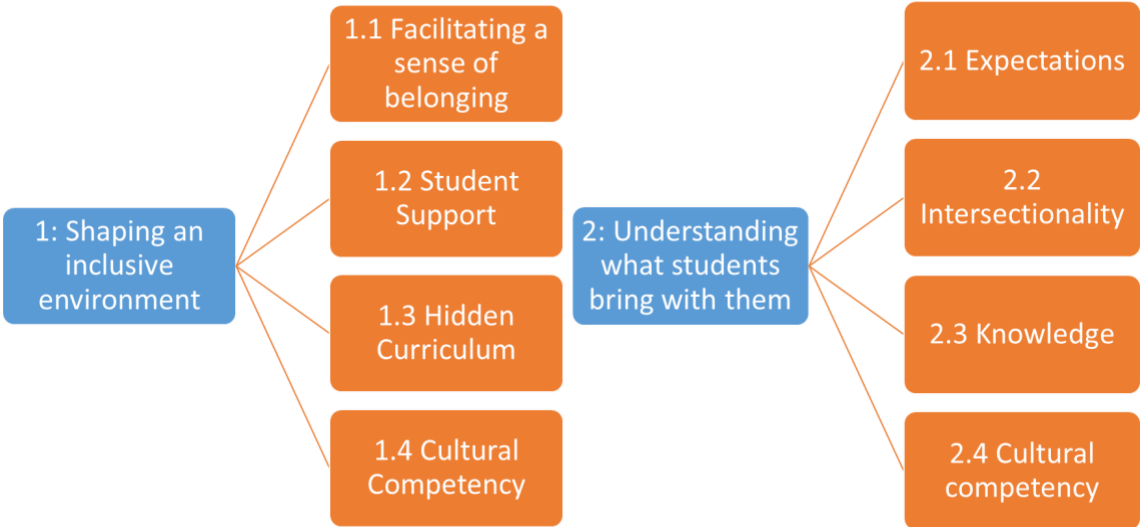 1: Shaping an
inclusive
environment
1.1 Facilitating a
sense of
belonging
1.2 Student
Support
1.3 Hidden
Curriculum
1.4 Cultural
Competency
2: Understanding
what students
bring with them
2.1 Expectations
2.2
Intersectionality
2.3 Knowledge
2.4 Cultural
competency